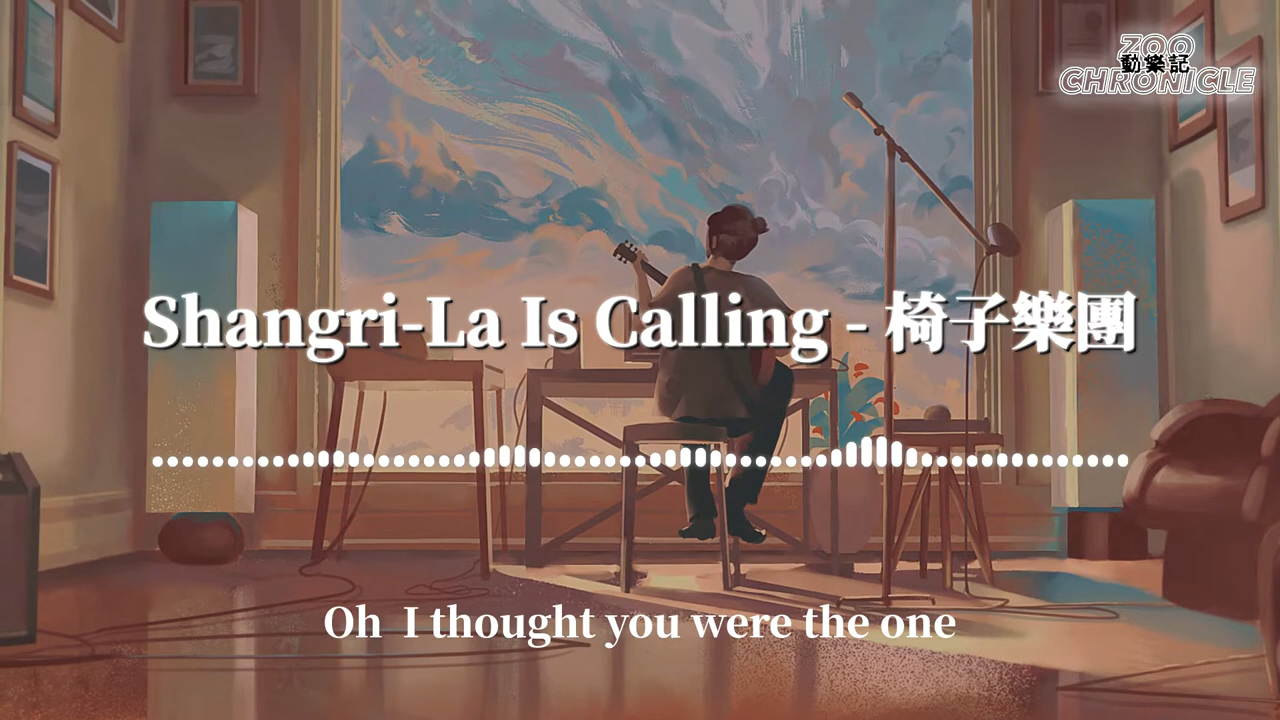 ZOO
動樂記
CHRONICLE
Shangri-La Is Calling - 椅子樂團
Oh I thought you were the one